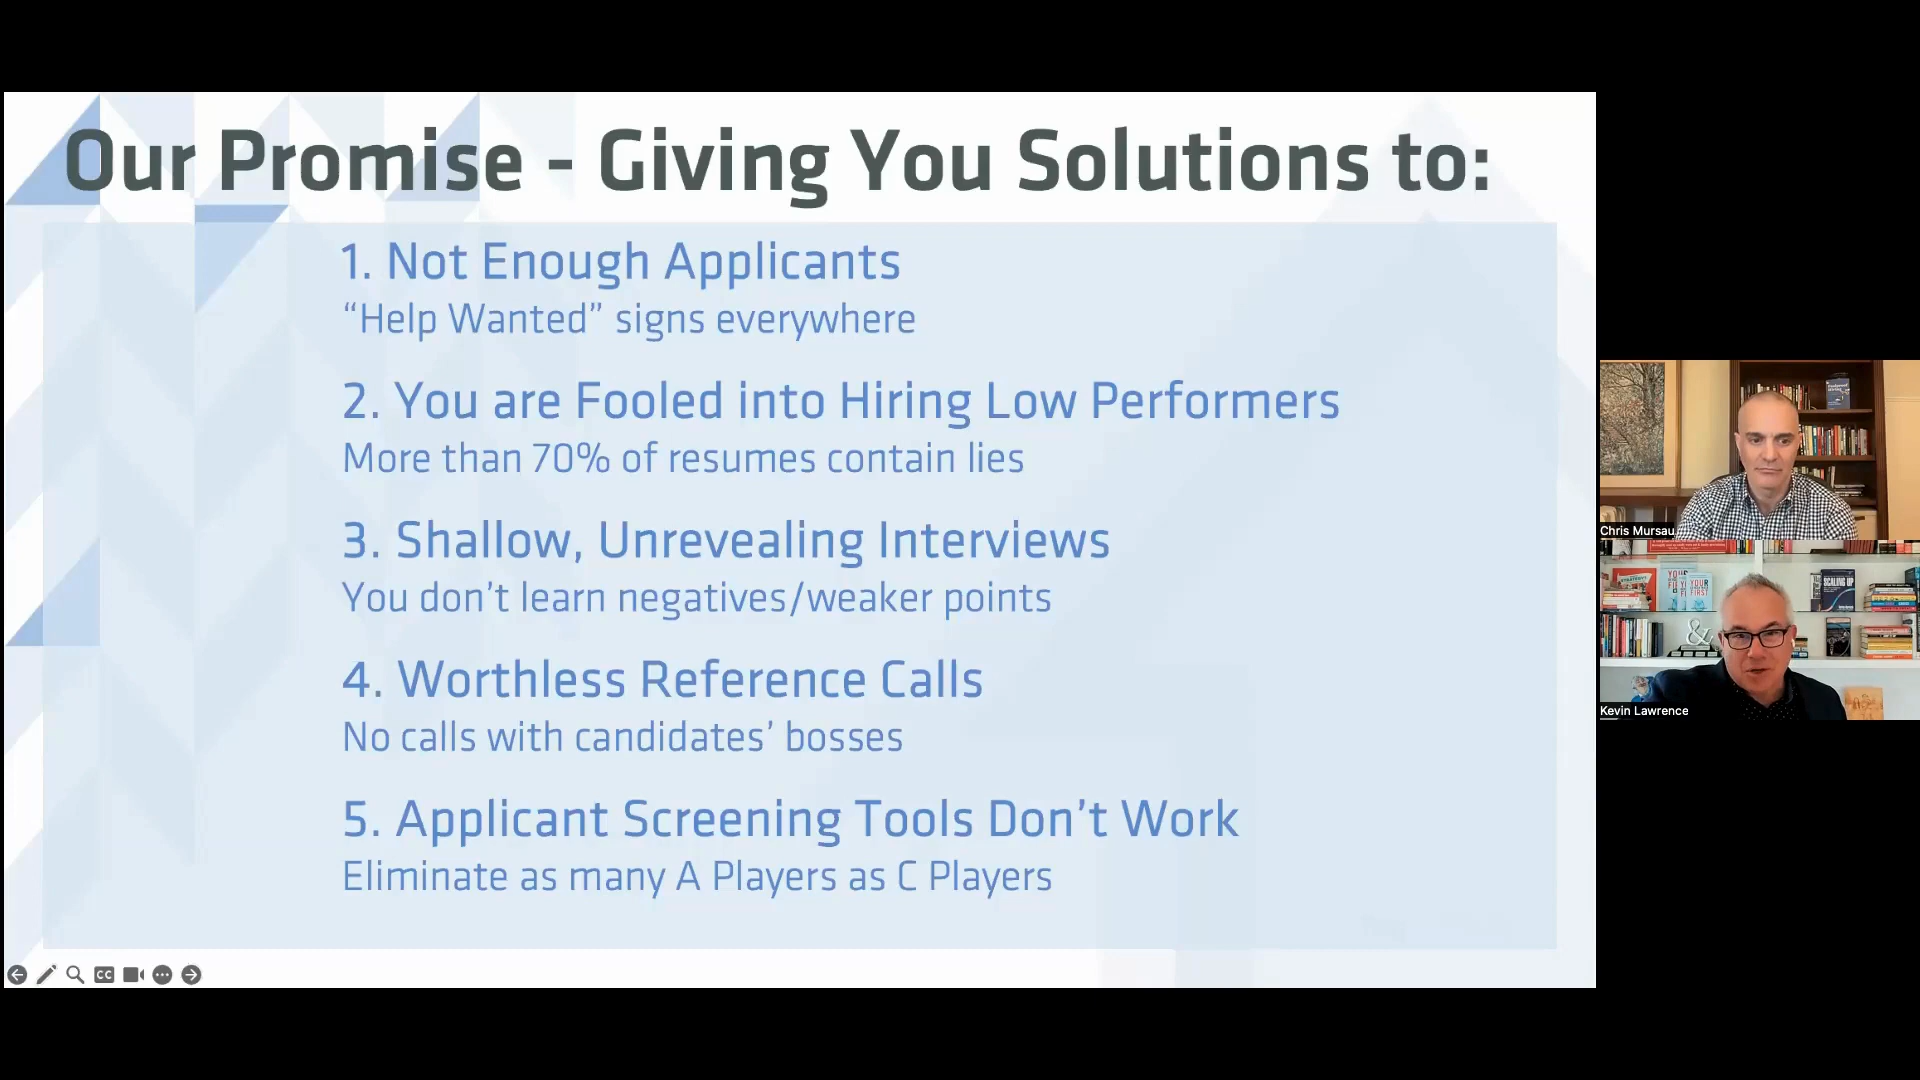 Our Promise - Giving You Solutions to:
1. Not Enough Applicants
“Help Wanted” signs everywhere
2. You are Fooled into Hiring Low Performers
More than 70% of resumes contain lies
3. Shallow, Unrevealing Interviews
You don’t learn negatives/weaker points
4. Worthless Reference Calls
No calls with candidates’ bosses
5. Applicant Screening Tools Don’t Work
Eliminate as many A Players as C Players
CC
Chris Mursau
SCALING UP
&
Kevin Lawrence